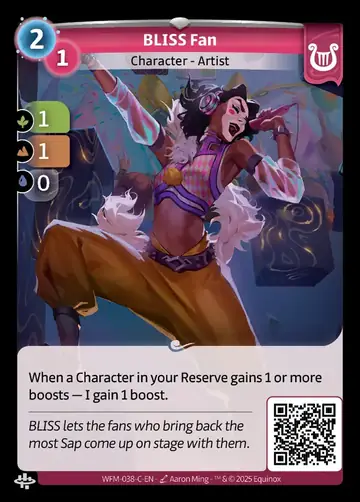 2
1
BLISS Fan
Character - Artist
1
1
0
When a Character in your Reserve gains 1 or more
boosts — I gain 1 boost.
BLISS lets the fans who bring back the
most Sap come up on stage with them.
WFM-038-C-EN - Aaron Ming - ™ & © 2025 Equinox